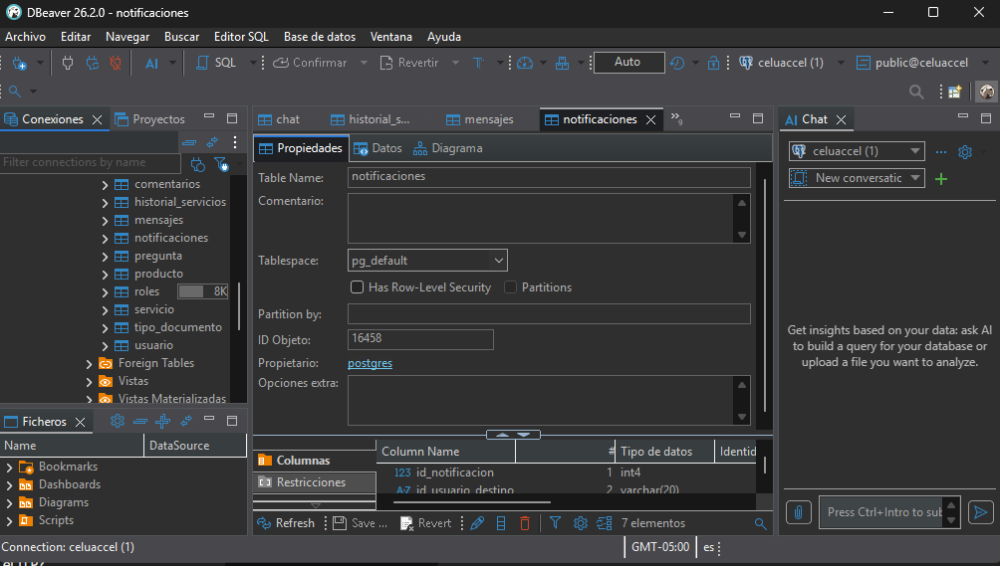 DBeaver 26.2.0 - notificaciones
Archivo Editar Navegar Buscar Editor SQL Base de datos Ventana Ayuda
AI SQL Confirmar Revertir T Auto celuaccel (1) public@celuaccel
Conexiones Proyectos
Filter connections by name
comentarios
historial_servicios
mensajes
notificaciones
pregunta
producto
roles 8K
servicio
tipo_documento
usuario
Foreign Tables
Vistas
Vistas Materializadas
Ficheros
Name DataSource
Bookmarks
Dashboards
Diagrams
Scripts
chat historial_s... mensajes notificaciones »9
Propiedades Datos Diagrama
Table Name: notificaciones
Comentario:
Tablespace: pg_default
Has Row-Level Security Partitions
Partition by:
ID Objeto: 16458
Propietario: postgres
Opciones extra:
Columnas
Restricciones
Column Name # Tipo de datos Identid
123 id_notificacion 1 int4
A-Z id_usuario_destino 2 varchar(20)
Refresh Save ... Revert 7 elementos
AI Chat
celuaccel (1)
New conversatic
Get insights based on your data: ask AI
to build a query for your database or
upload a file you want to analyze.
Press Ctrl+Intro to sub
Connection: celuaccel (1) GMT-05:00 es